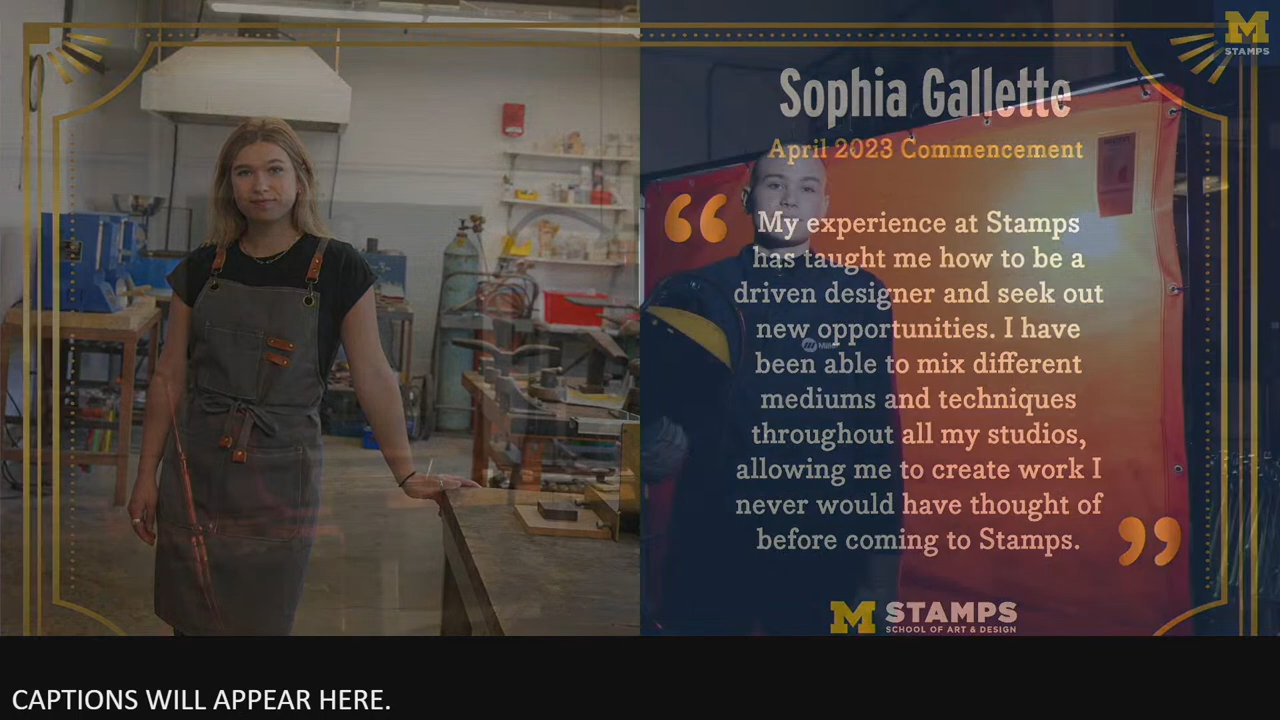 M
STAMPS
Sophia Gallette
April 2023 Commencement
“My experience at Stamps
has taught me how to be a
driven designer and seek out
new opportunities. I have
been able to mix different
mediums and techniques
throughout all my studios,
allowing me to create work I
never would have thought of
before coming to Stamps.”
M STAMPS
SCHOOL OF ART & DESIGN
CAPTIONS WILL APPEAR HERE.